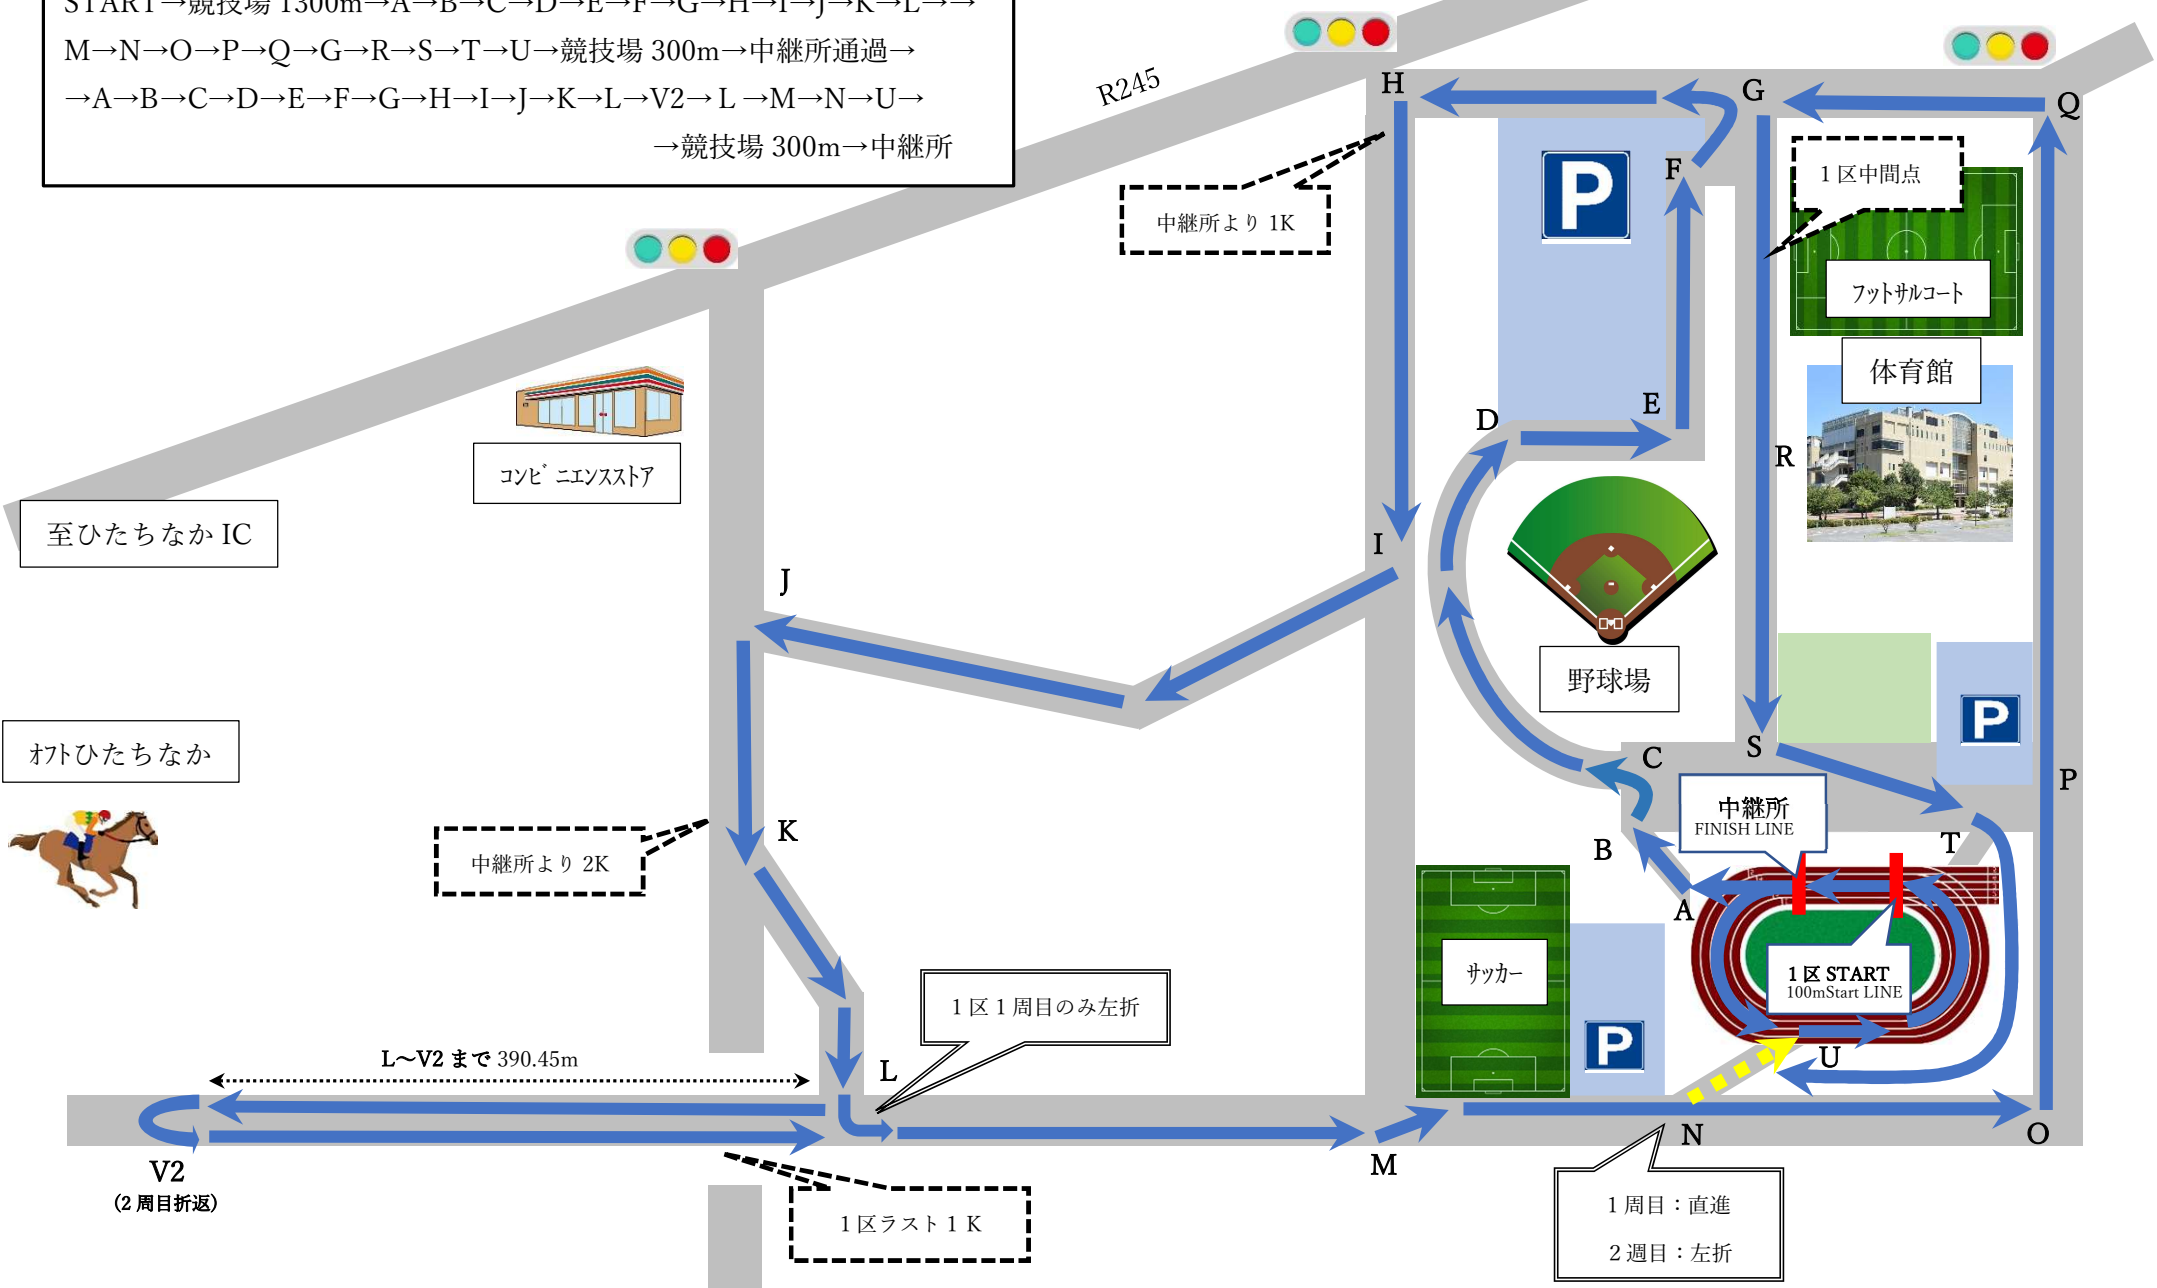 START→競技場 1300m→A→B→C→D→E→F→G→H→I→J→K→L→→
M→N→O→P→Q→G→R→S→T→U→競技場 300m→中継所通過→
→A→B→C→D→E→F→G→H→I→J→K→L→V2→L→M→N→U→
→競技場 300m→中継所
R245
H
G
Q
F
1区中間点
P
中継所より 1K
フットサルコート
体育館
E
D
R
コンビニエンスストア
至ひたちなか IC
I
J
野球場
P
オフトひたちなか
S
C
P
中継所
FINISH LINE
K
B
T
中継所より 2K
A
サッカー
1区 START
100mStart LINE
1区1周目のみ左折
P
U
L～V2 まで 390.45m
L
N
O
M
V2
(2 周目折返)
1区ラスト1K
1周目：直進
2週目：左折